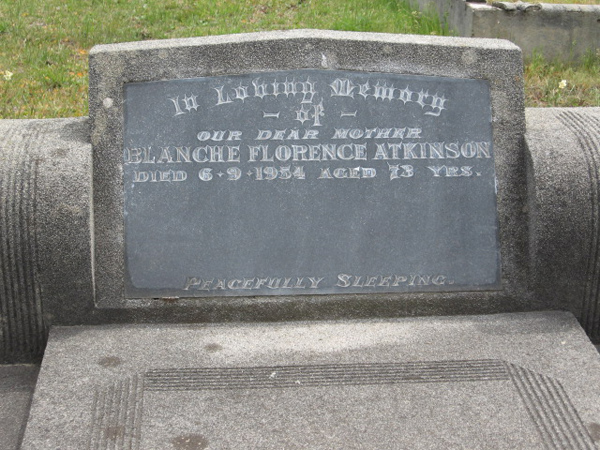 In Loving Memory
- of -
OUR DEAR MOTHER
BLANCHE FLORENCE ATKINSON
DIED 6·9·1954 AGED 73 YRS.
PEACEFULLY SLEEPING.